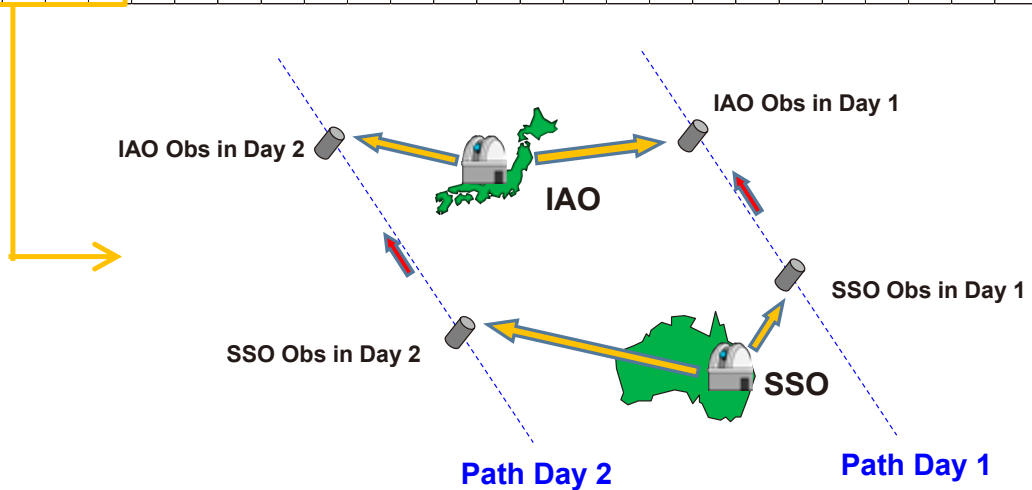 IAO Obs in Day 1
IAO Obs in Day 2
IAO
SSO Obs in Day 1
SSO Obs in Day 2
SSO
Path Day 1
Path Day 2